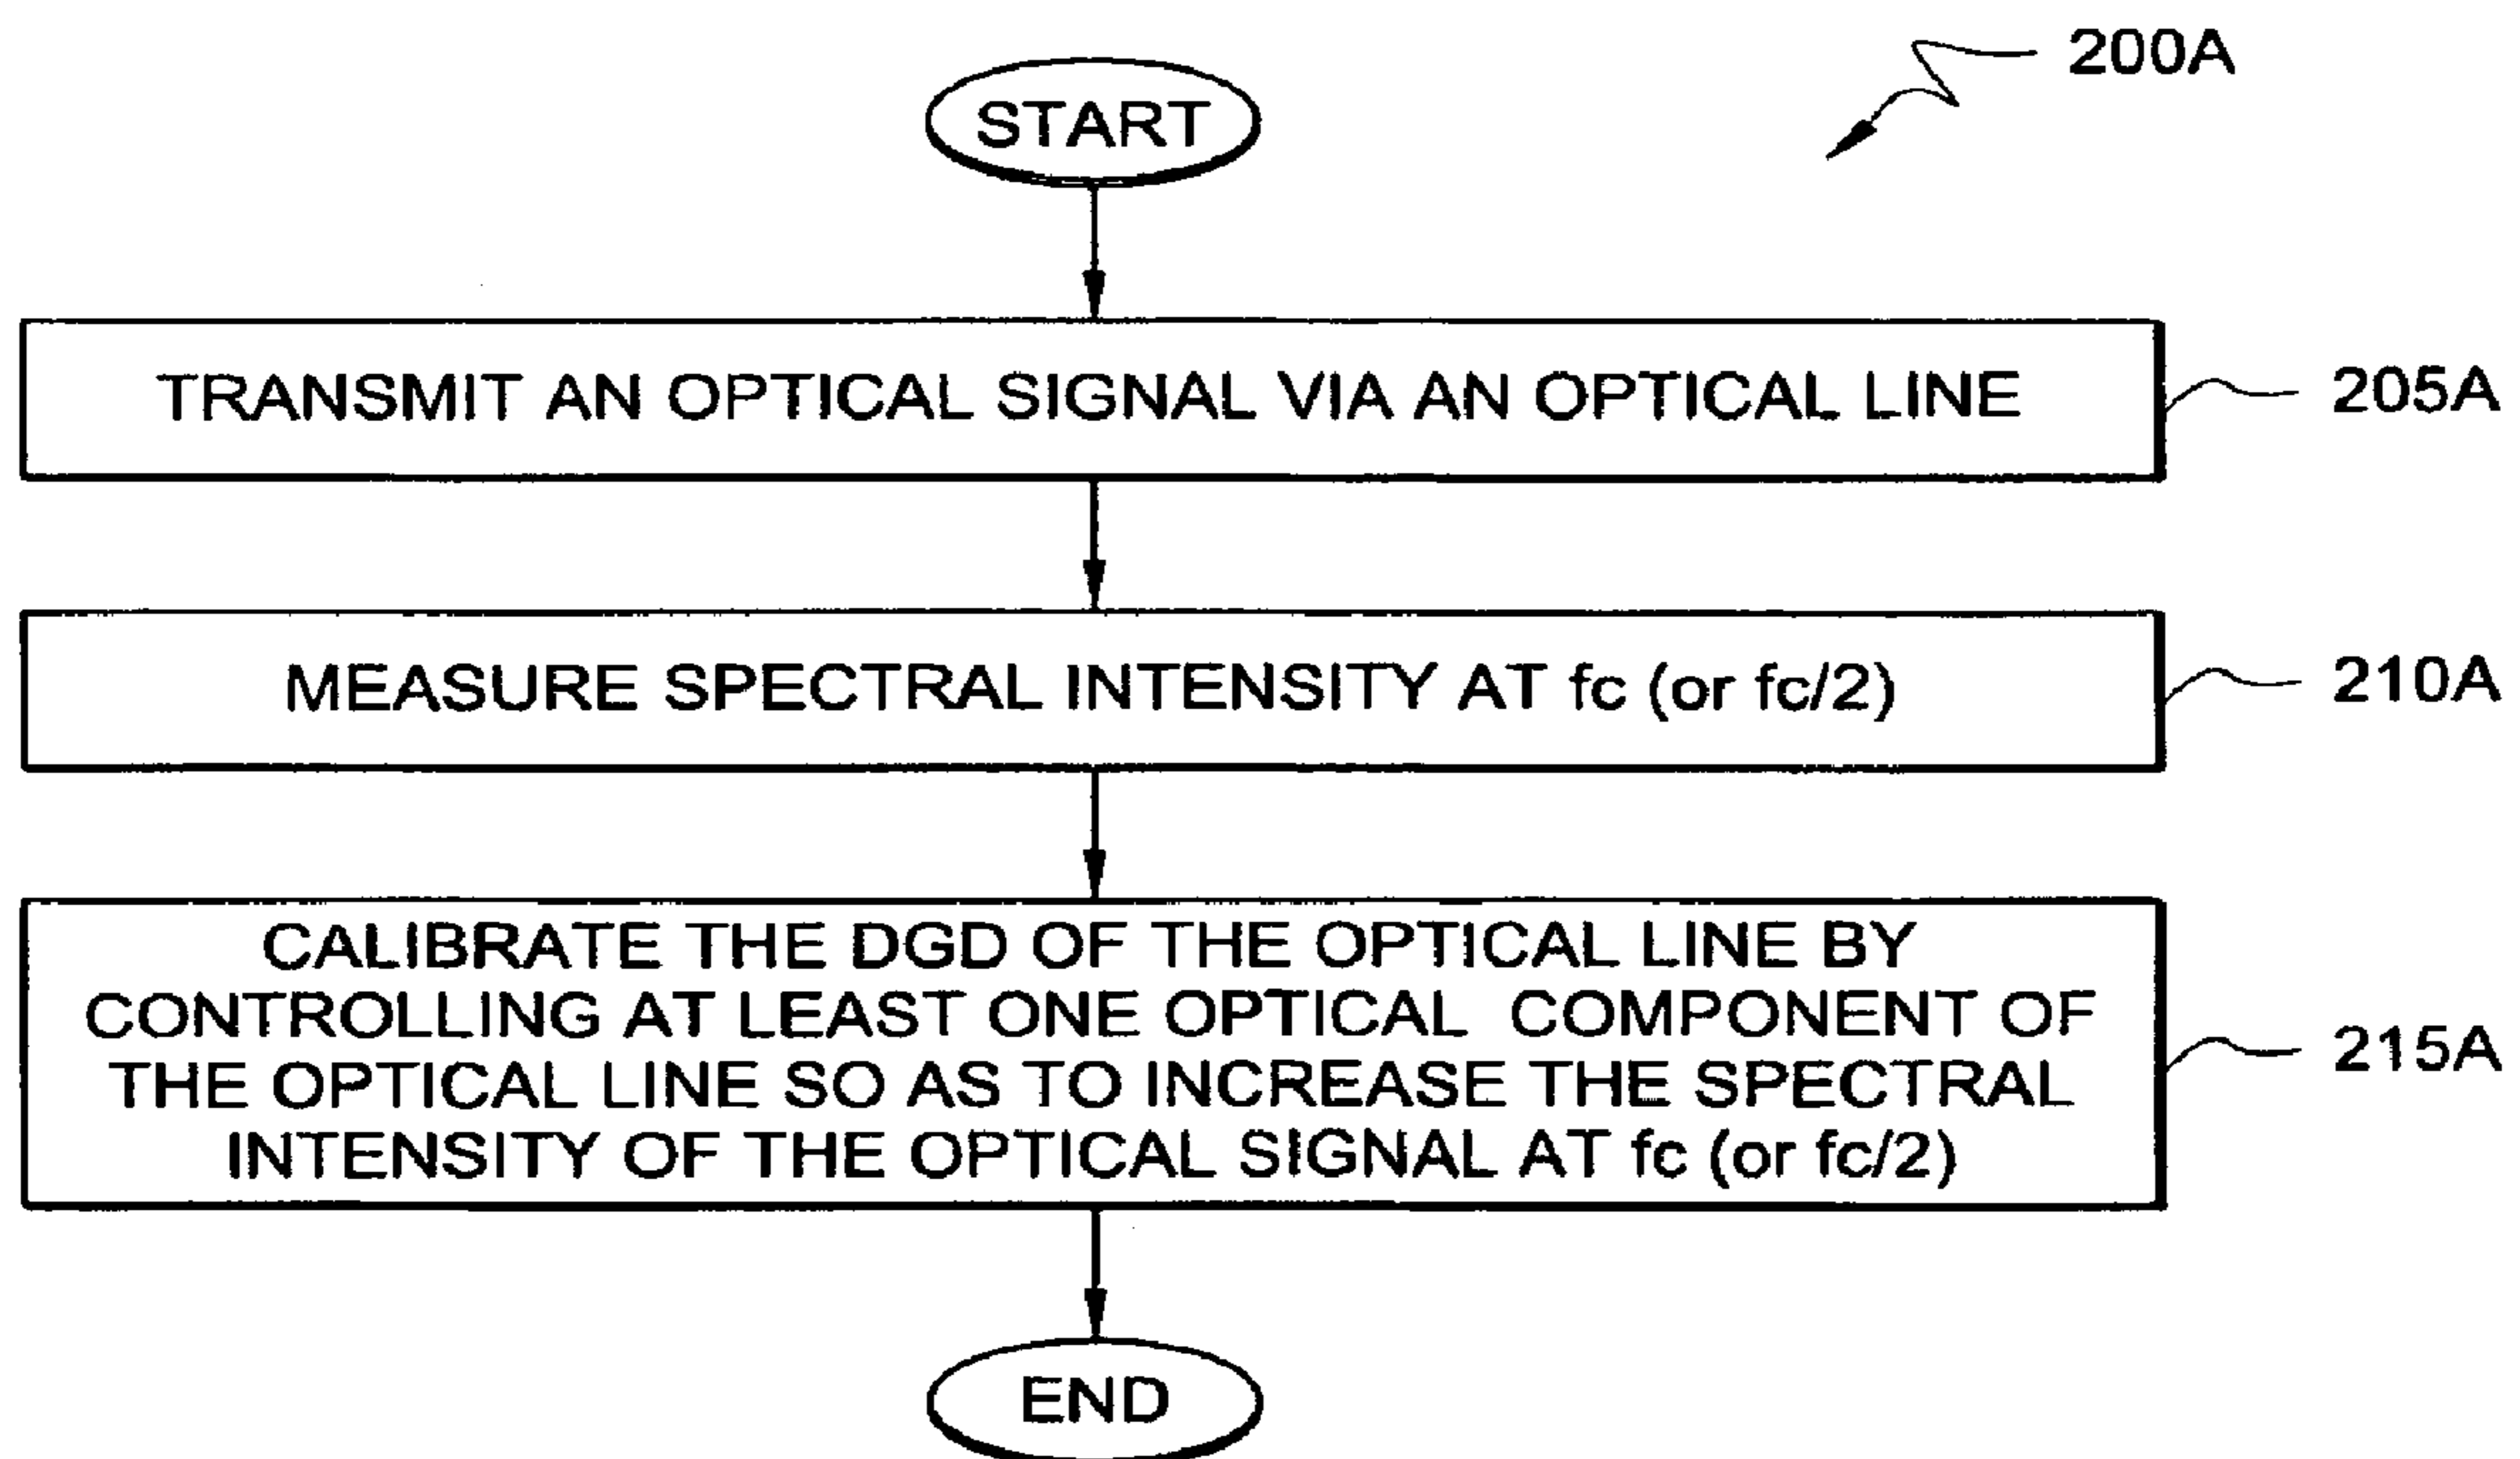 200A
START
TRANSMIT AN OPTICAL SIGNAL VIA AN OPTICAL LINE
205A
MEASURE SPECTRAL INTENSITY AT fc (or fc/2)
210A
CALIBRATE THE DGD OF THE OPTICAL LINE BY
CONTROLLING AT LEAST ONE OPTICAL COMPONENT OF
THE OPTICAL LINE SO AS TO INCREASE THE SPECTRAL
INTENSITY OF THE OPTICAL SIGNAL AT fc (or fc/2)
215A
END